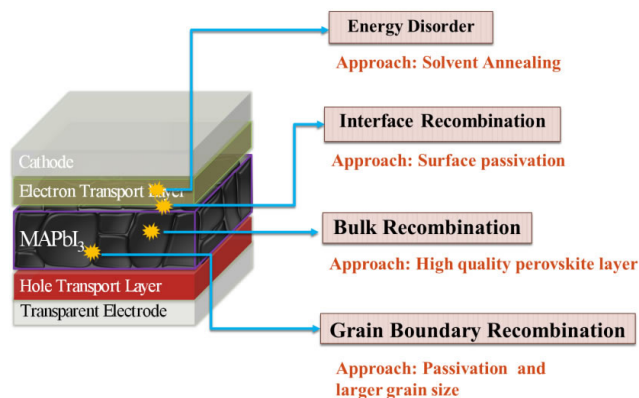 Energy Disorder
Approach: Solvent Annealing
Interface Recombination
Approach: Surface passivation
Bulk Recombination
Approach: High quality perovskite layer
Grain Boundary Recombination
Approach: Passivation and
larger grain size
Cathode
Electron Transport Layer
MAPbI₃
Hole Transport Layer
Transparent Electrode